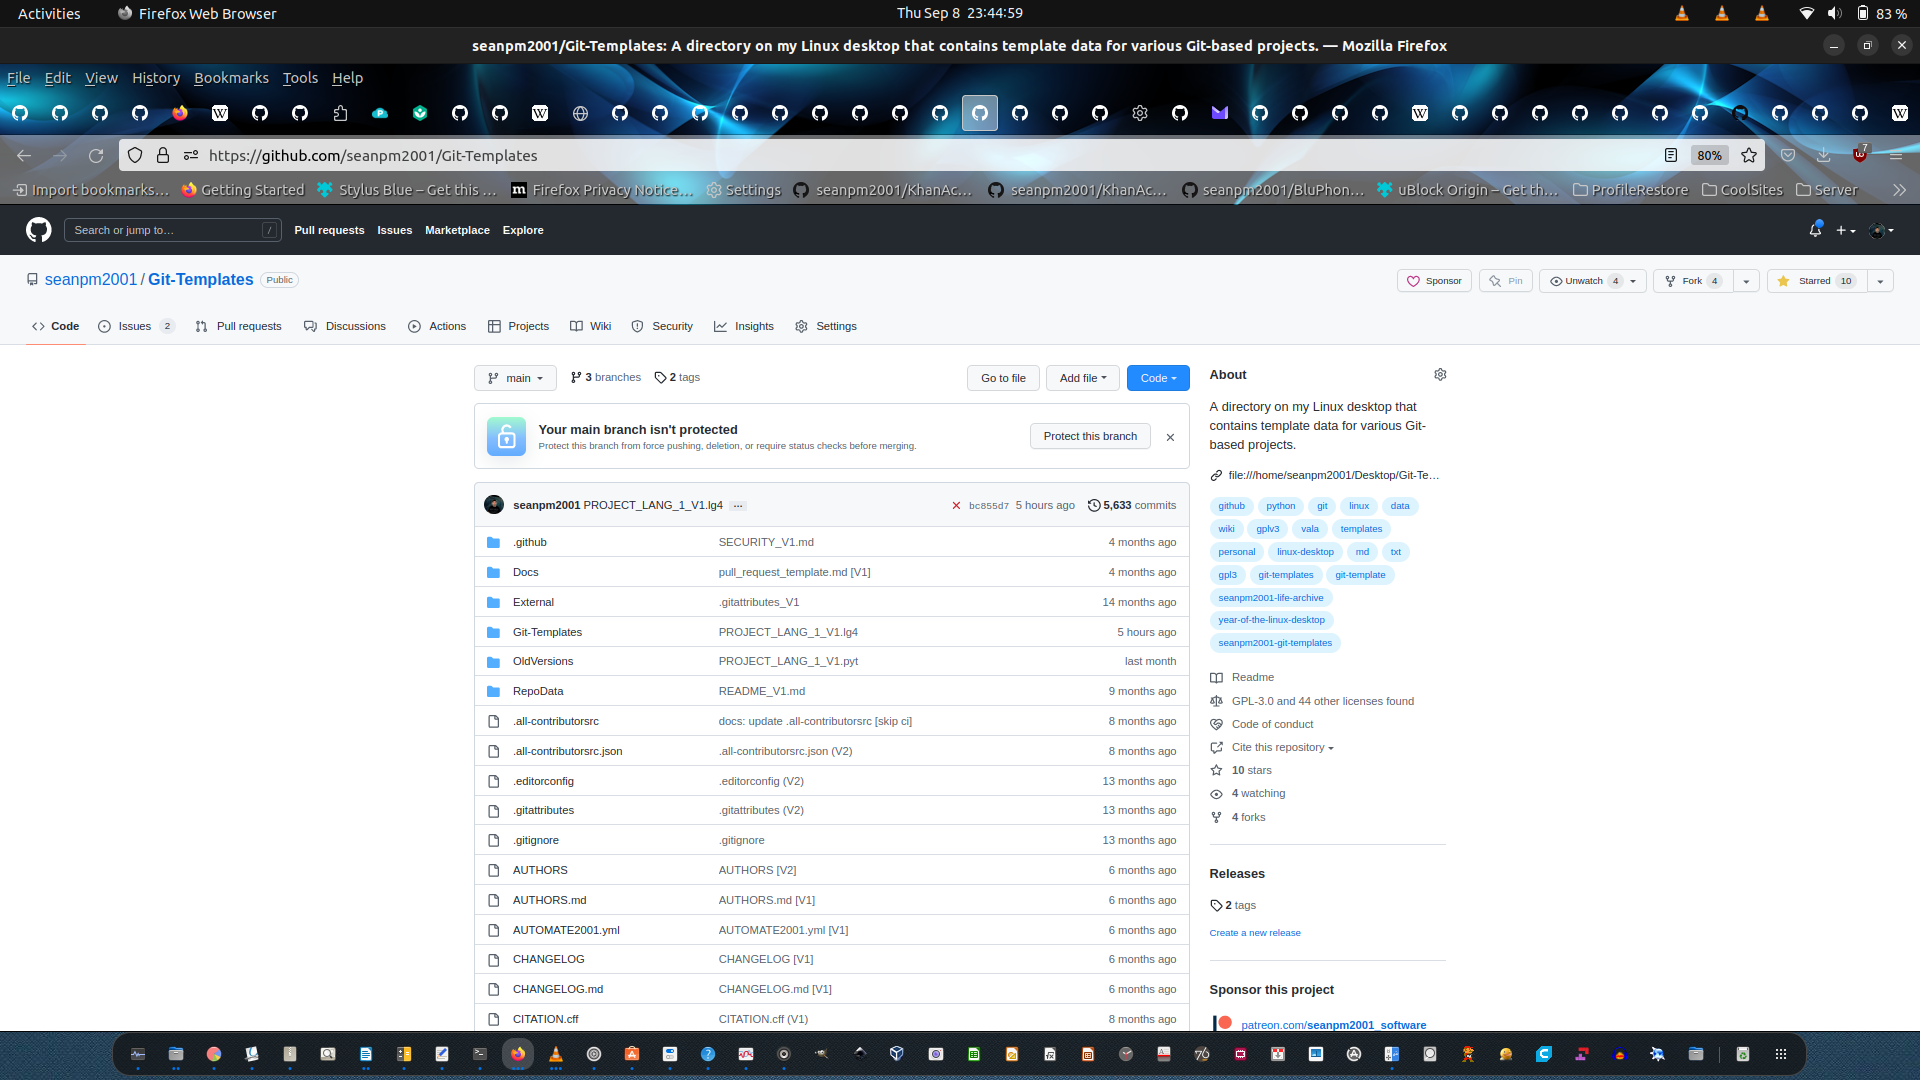 Activities Firefox Web Browser Thu Sep 8 23:44:59 83 %
seanpm2001/Git-Templates: A directory on my Linux desktop that contains template data for various Git-based projects. — Mozilla Firefox
File Edit View History Bookmarks Tools Help
https://github.com/seanpm2001/Git-Templates 80% 7
Import bookmarks… Getting Started Stylus Blue – Get this … Firefox Privacy Notice… Settings seanpm2001/KhanAc… seanpm2001/KhanAc… seanpm2001/BluPhon… uBlock Origin – Get th… ProfileRestore CoolSites Server
Search or jump to… / Pull requests Issues Marketplace Explore
seanpm2001 / Git-Templates Public Sponsor Pin Unwatch 4 Fork 4 Starred 10
Code Issues 2 Pull requests Discussions Actions Projects Wiki Security Insights Settings
main 3 branches 2 tags Go to file Add file Code
Your main branch isn't protected
Protect this branch from force pushing, deletion, or require status checks before merging.
Protect this branch
seanpm2001 PROJECT_LANG_1_V1.lg4 … bc855d7 5 hours ago 5,633 commits
.github SECURITY_V1.md 4 months ago
Docs pull_request_template.md [V1] 4 months ago
External .gitattributes_V1 14 months ago
Git-Templates PROJECT_LANG_1_V1.lg4 5 hours ago
OldVersions PROJECT_LANG_1_V1.pyt last month
RepoData README_V1.md 9 months ago
.all-contributorsrc docs: update .all-contributorsrc [skip ci] 8 months ago
.all-contributorsrc.json .all-contributorsrc.json (V2) 8 months ago
.editorconfig .editorconfig (V2) 13 months ago
.gitattributes .gitattributes (V2) 13 months ago
.gitignore .gitignore 13 months ago
AUTHORS AUTHORS [V2] 6 months ago
AUTHORS.md AUTHORS.md [V1] 6 months ago
AUTOMATE2001.yml AUTOMATE2001.yml [V1] 6 months ago
CHANGELOG CHANGELOG [V1] 6 months ago
CHANGELOG.md CHANGELOG.md [V1] 6 months ago
CITATION.cff CITATION.cff (V1) 8 months ago
About
A directory on my Linux desktop that
contains template data for various Git-
based projects.
file:///home/seanpm2001/Desktop/Git-Te…
github python git linux data
wiki gplv3 vala templates
personal linux-desktop md txt
gpl3 git-templates git-template
seanpm2001-life-archive
year-of-the-linux-desktop
seanpm2001-git-templates
Readme
GPL-3.0 and 44 other licenses found
Code of conduct
Cite this repository
10 stars
4 watching
4 forks
Releases
2 tags
Create a new release
Sponsor this project
patreon.com/seanpm2001_software